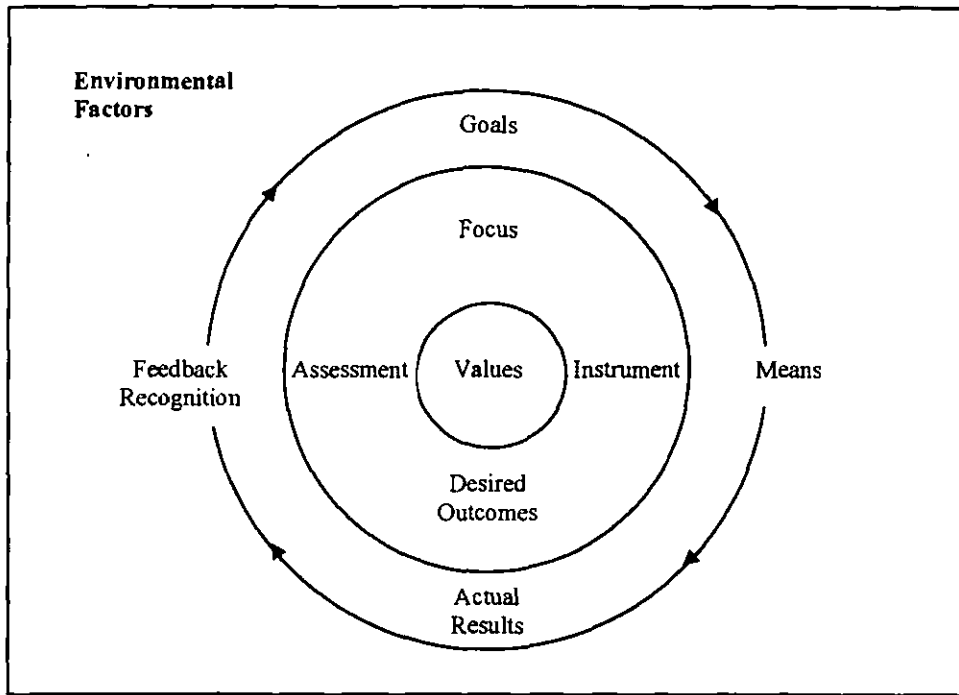 Environmental
Factors
Goals
Focus
Feedback
Recognition
Assessment
Values
Instrument
Means
Desired
Outcomes
Actual
Results